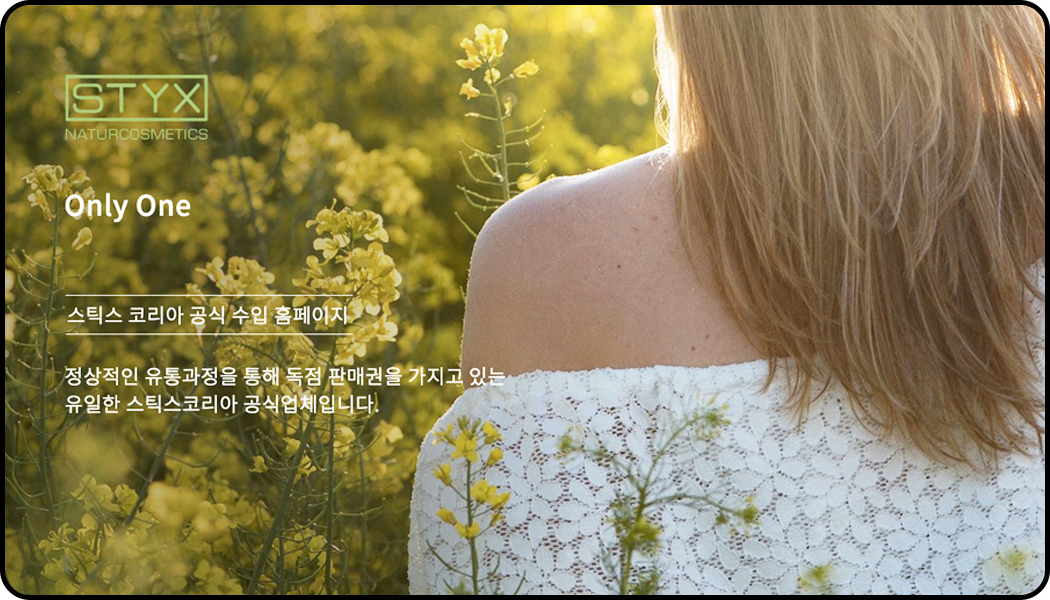 STYX
NATURCOSMETICS
Only One
스틱스 코리아 공식 수입 홈페이지
정상적인 유통과정을 통해 독점 판매권을 가지고 있는
유일한 스틱스코리아 공식업체입니다.